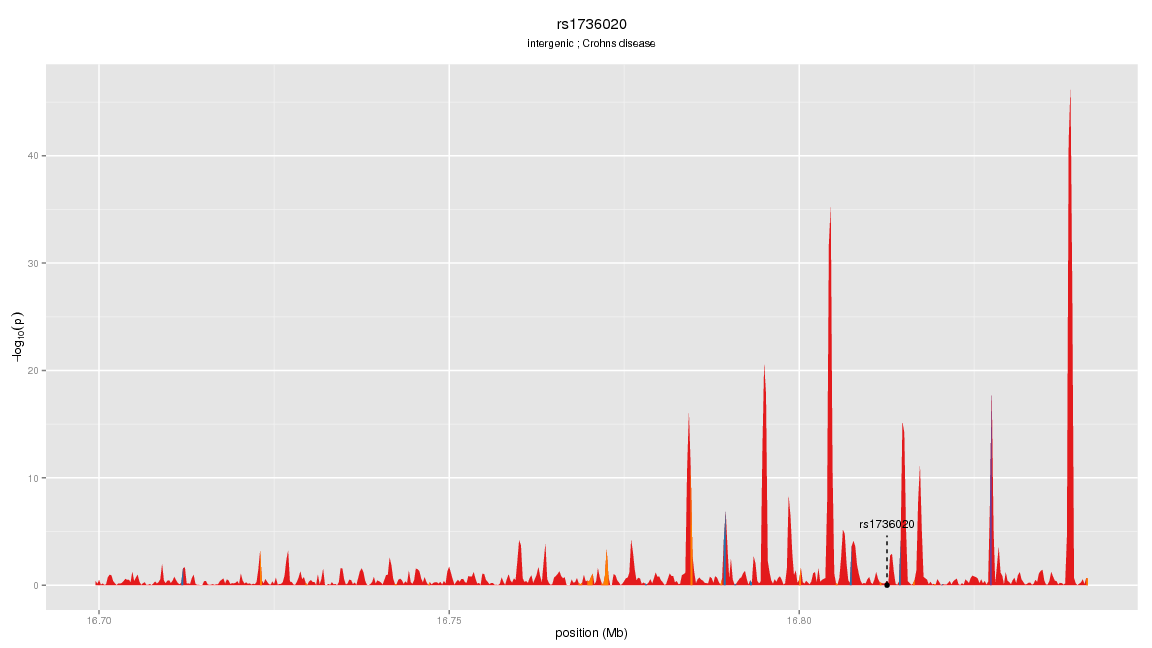 rs1736020
intergenic ; Crohns disease
40
30
20
10
0
−log10(p)
rs1736020
16.70
16.75
16.80
position (Mb)